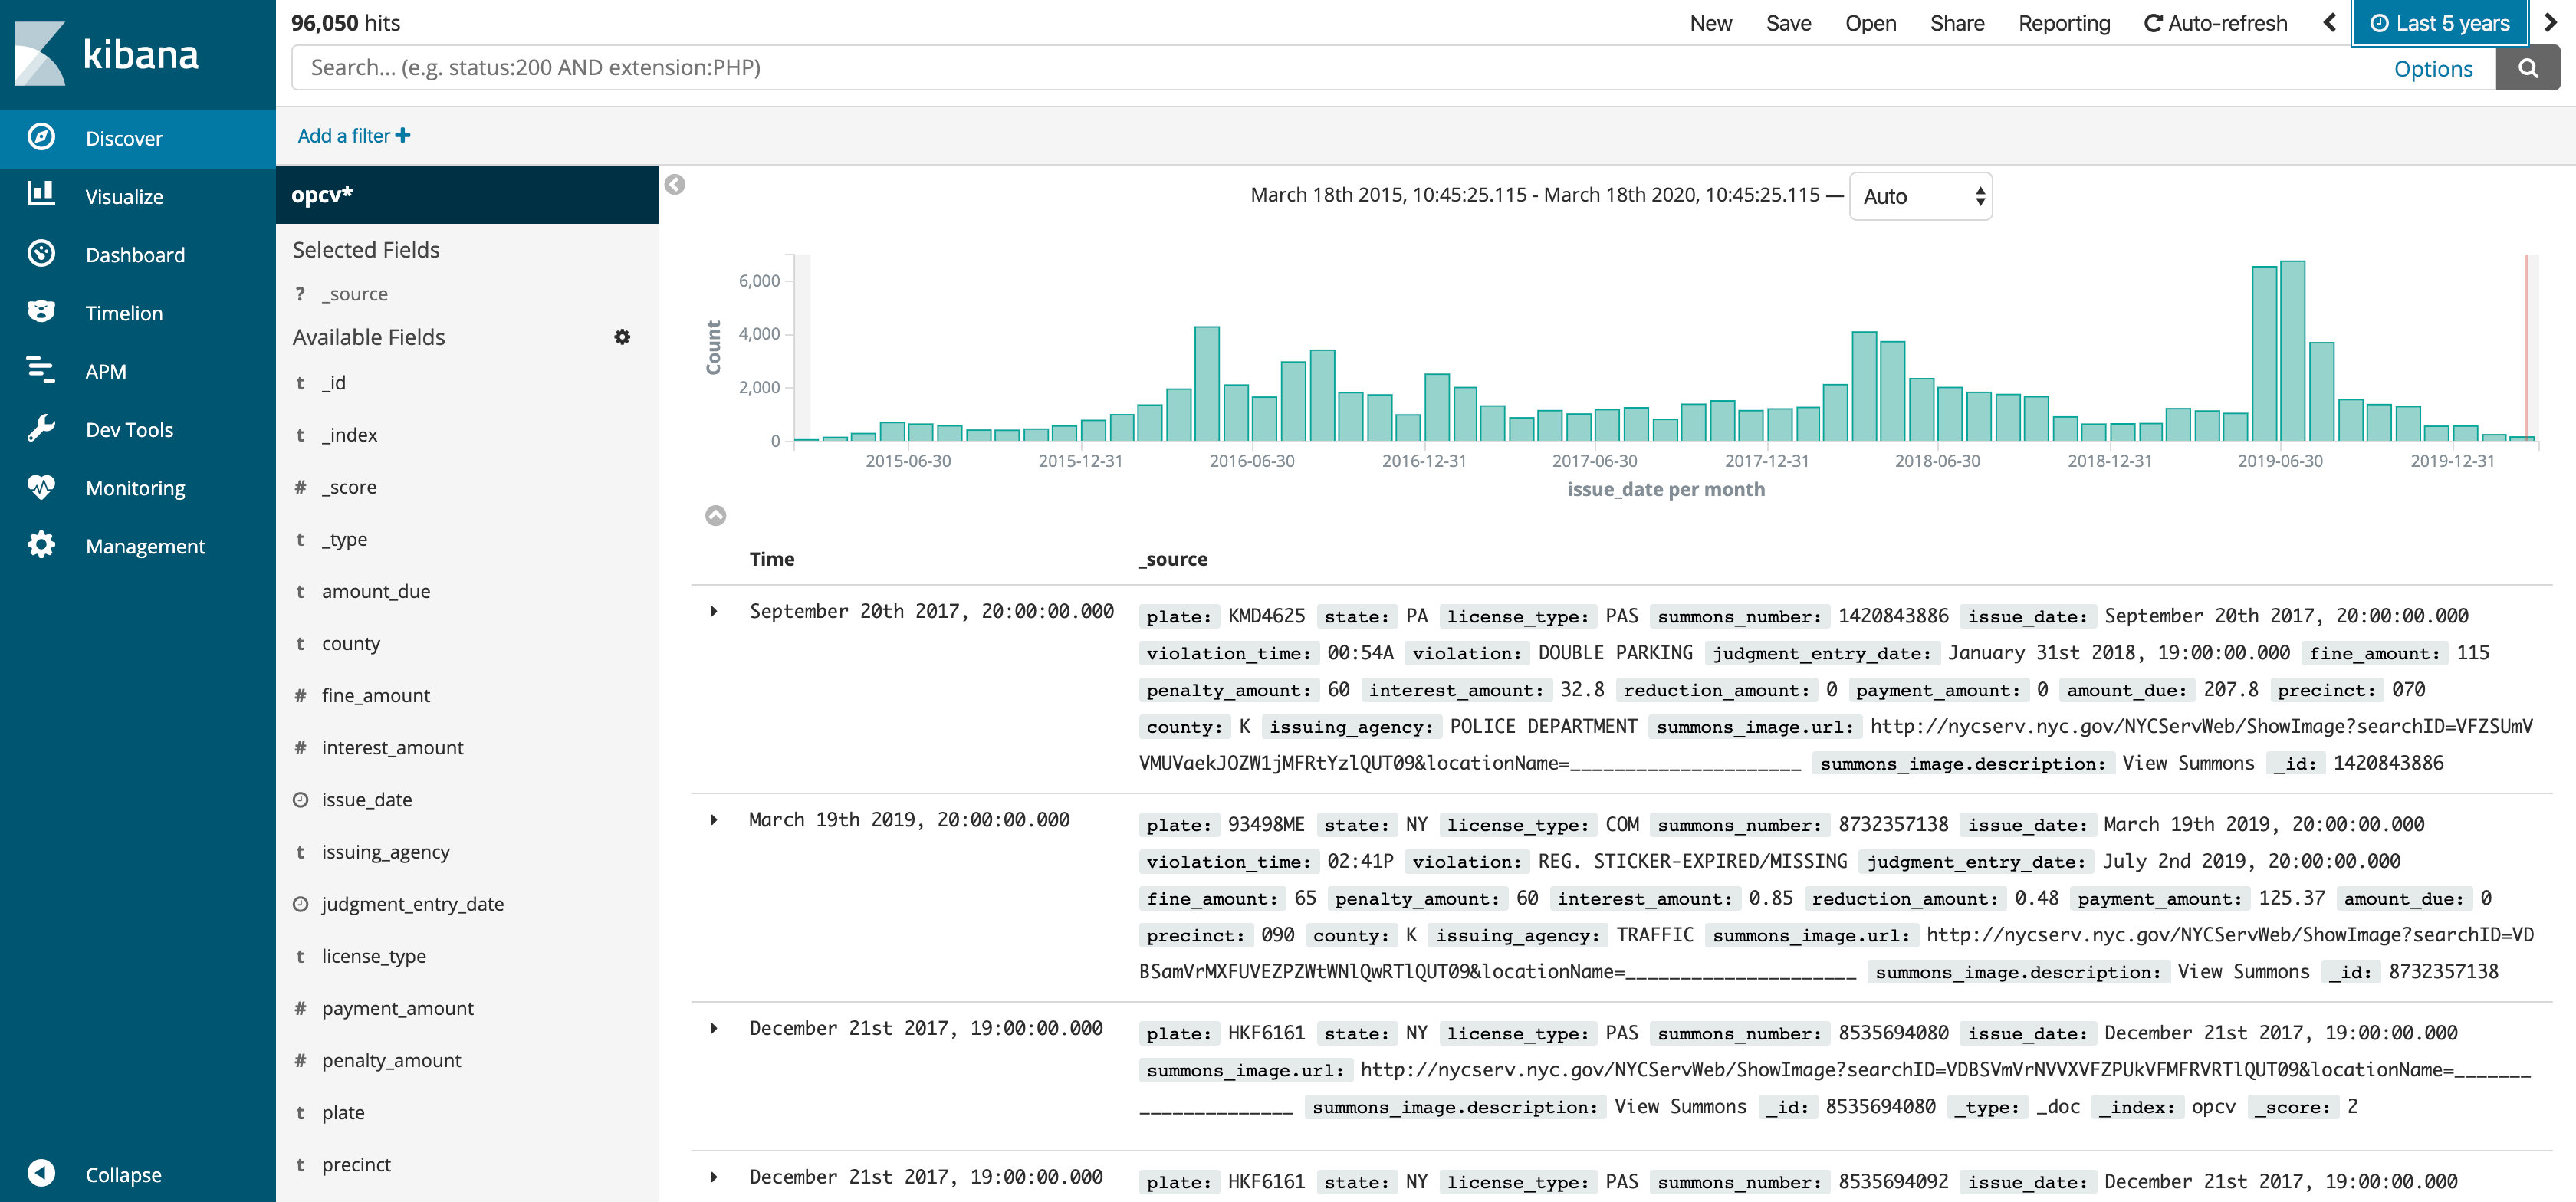 kibana
Discover
Visualize
Dashboard
Timelion
APM
Dev Tools
Monitoring
Management
Collapse
96,050 hits
New Save Open Share Reporting Auto-refresh Last 5 years
Search... (e.g. status:200 AND extension:PHP) Options
Add a filter +
opcv*
Selected Fields
? _source
Available Fields
t _id
t _index
# _score
t _type
t amount_due
t county
# fine_amount
# interest_amount
issue_date
t issuing_agency
judgment_entry_date
t license_type
# payment_amount
# penalty_amount
t plate
t precinct
March 18th 2015, 10:45:25.115 - March 18th 2020, 10:45:25.115 — Auto
Count
6,000
4,000
2,000
0
2015-06-30 2015-12-31 2016-06-30 2016-12-31 2017-06-30 2017-12-31 2018-06-30 2018-12-31 2019-06-30 2019-12-31
issue_date per month
Time _source
September 20th 2017, 20:00:00.000 plate: KMD4625 state: PA license_type: PAS summons_number: 1420843886 issue_date: September 20th 2017, 20:00:00.000
violation_time: 00:54A violation: DOUBLE PARKING judgment_entry_date: January 31st 2018, 19:00:00.000 fine_amount: 115
penalty_amount: 60 interest_amount: 32.8 reduction_amount: 0 payment_amount: 0 amount_due: 207.8 precinct: 070
county: K issuing_agency: POLICE DEPARTMENT summons_image.url: http://nycserv.nyc.gov/NYCServWeb/ShowImage?searchID=VFZSUmV
VMUVaekJOZW1jMFRtYzlQUT09&locationName=_____________________ summons_image.description: View Summons _id: 1420843886
March 19th 2019, 20:00:00.000 plate: 93498ME state: NY license_type: COM summons_number: 8732357138 issue_date: March 19th 2019, 20:00:00.000
violation_time: 02:41P violation: REG. STICKER-EXPIRED/MISSING judgment_entry_date: July 2nd 2019, 20:00:00.000
fine_amount: 65 penalty_amount: 60 interest_amount: 0.85 reduction_amount: 0.48 payment_amount: 125.37 amount_due: 0
precinct: 090 county: K issuing_agency: TRAFFIC summons_image.url: http://nycserv.nyc.gov/NYCServWeb/ShowImage?searchID=VD
BSamVrMXFUVEZPZWtWNlQwRTlQUT09&locationName=_____________________ summons_image.description: View Summons _id: 8732357138
December 21st 2017, 19:00:00.000 plate: HKF6161 state: NY license_type: PAS summons_number: 8535694080 issue_date: December 21st 2017, 19:00:00.000
summons_image.url: http://nycserv.nyc.gov/NYCServWeb/ShowImage?searchID=VDBSVmVrNVVXVFZPUkVFMFRVRTlQUT09&locationName=_______
______________ summons_image.description: View Summons _id: 8535694080 _type: _doc _index: opcv _score: 2
December 21st 2017, 19:00:00.000 plate: HKF6161 state: NY license_type: PAS summons_number: 8535694092 issue_date: December 21st 2017, 19:00:00.000